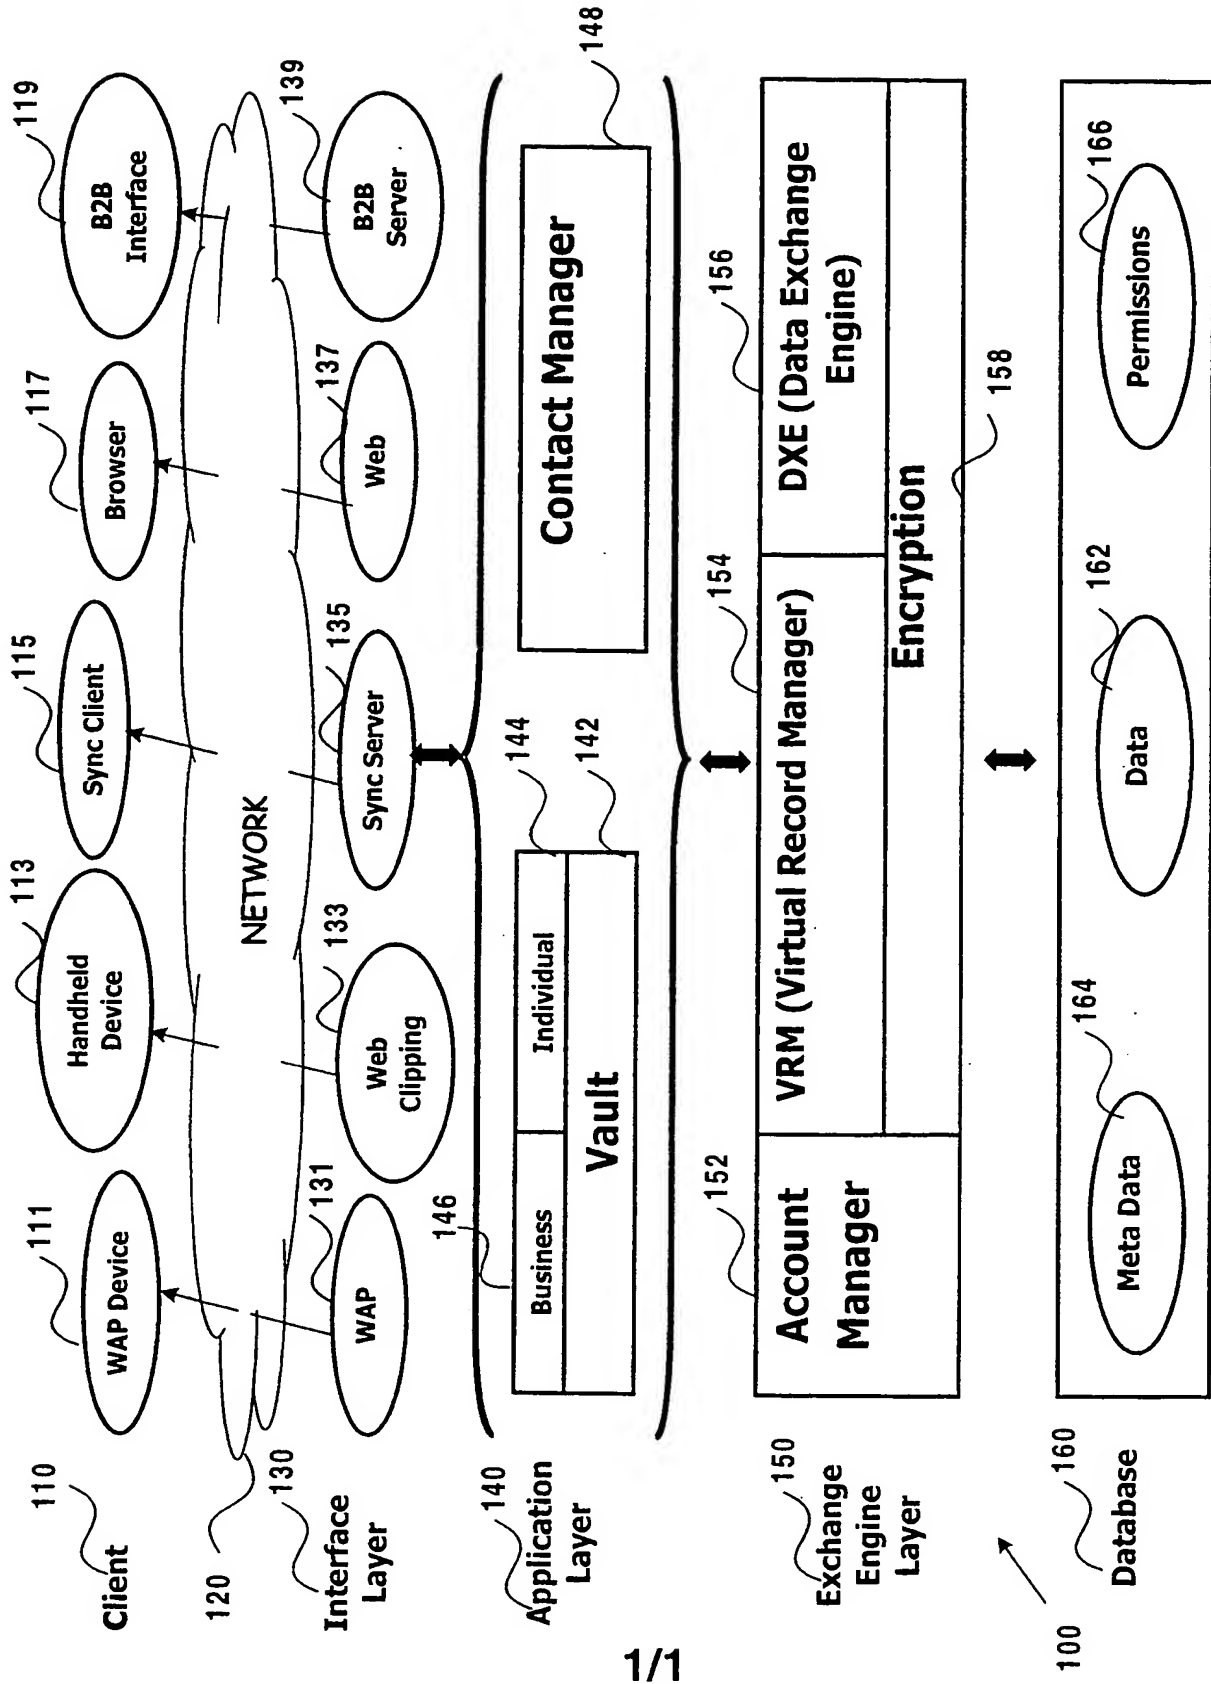 110
Client
111
WAP Device
113
Handheld
Device
115
Sync Client
117
Browser
119
B2B
Interface
120
NETWORK
130
Interface
Layer
131
WAP
133
Web
Clipping
135
Sync Server
137
Web
139
B2B
Server
140
Application
Layer
146
Business
144
Individual
142
Vault
148
Contact Manager
150
Exchange
Engine
Layer
152
Account
Manager
154
VRM (Virtual Record Manager)
156
DXE (Data Exchange
Engine)
158
Encryption
100
160
Database
164
Meta Data
162
Data
166
Permissions
1/1